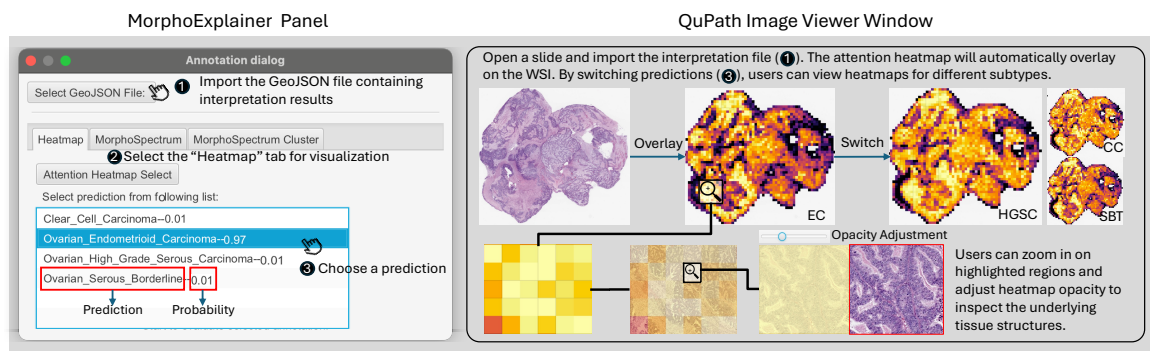 MorphoExplainer Panel
QuPath Image Viewer Window
Annotation dialog
Select GeoJSON File:
1 Import the GeoJSON file containing
interpretation results
Heatmap MorphoSpectrum MorphoSpectrum Cluster
2 Select the “Heatmap” tab for visualization
Attention Heatmap Select
Select prediction from following list:
Clear_Cell_Carcinoma--0.01
Ovarian_Endometrioid_Carcinoma--0.97
Ovarian_High_Grade_Serous_Carcinoma--0.01
3 Choose a prediction
Ovarian_Serous_Borderline--0.01
Prediction Probability
Open a slide and import the interpretation file (1). The attention heatmap will automatically overlay
on the WSI. By switching predictions (3), users can view heatmaps for different subtypes.
Overlay
Switch
EC
HGSC
CC
SBT
Opacity Adjustment
Users can zoom in on
highlighted regions and
adjust heatmap opacity to
inspect the underlying
tissue structures.